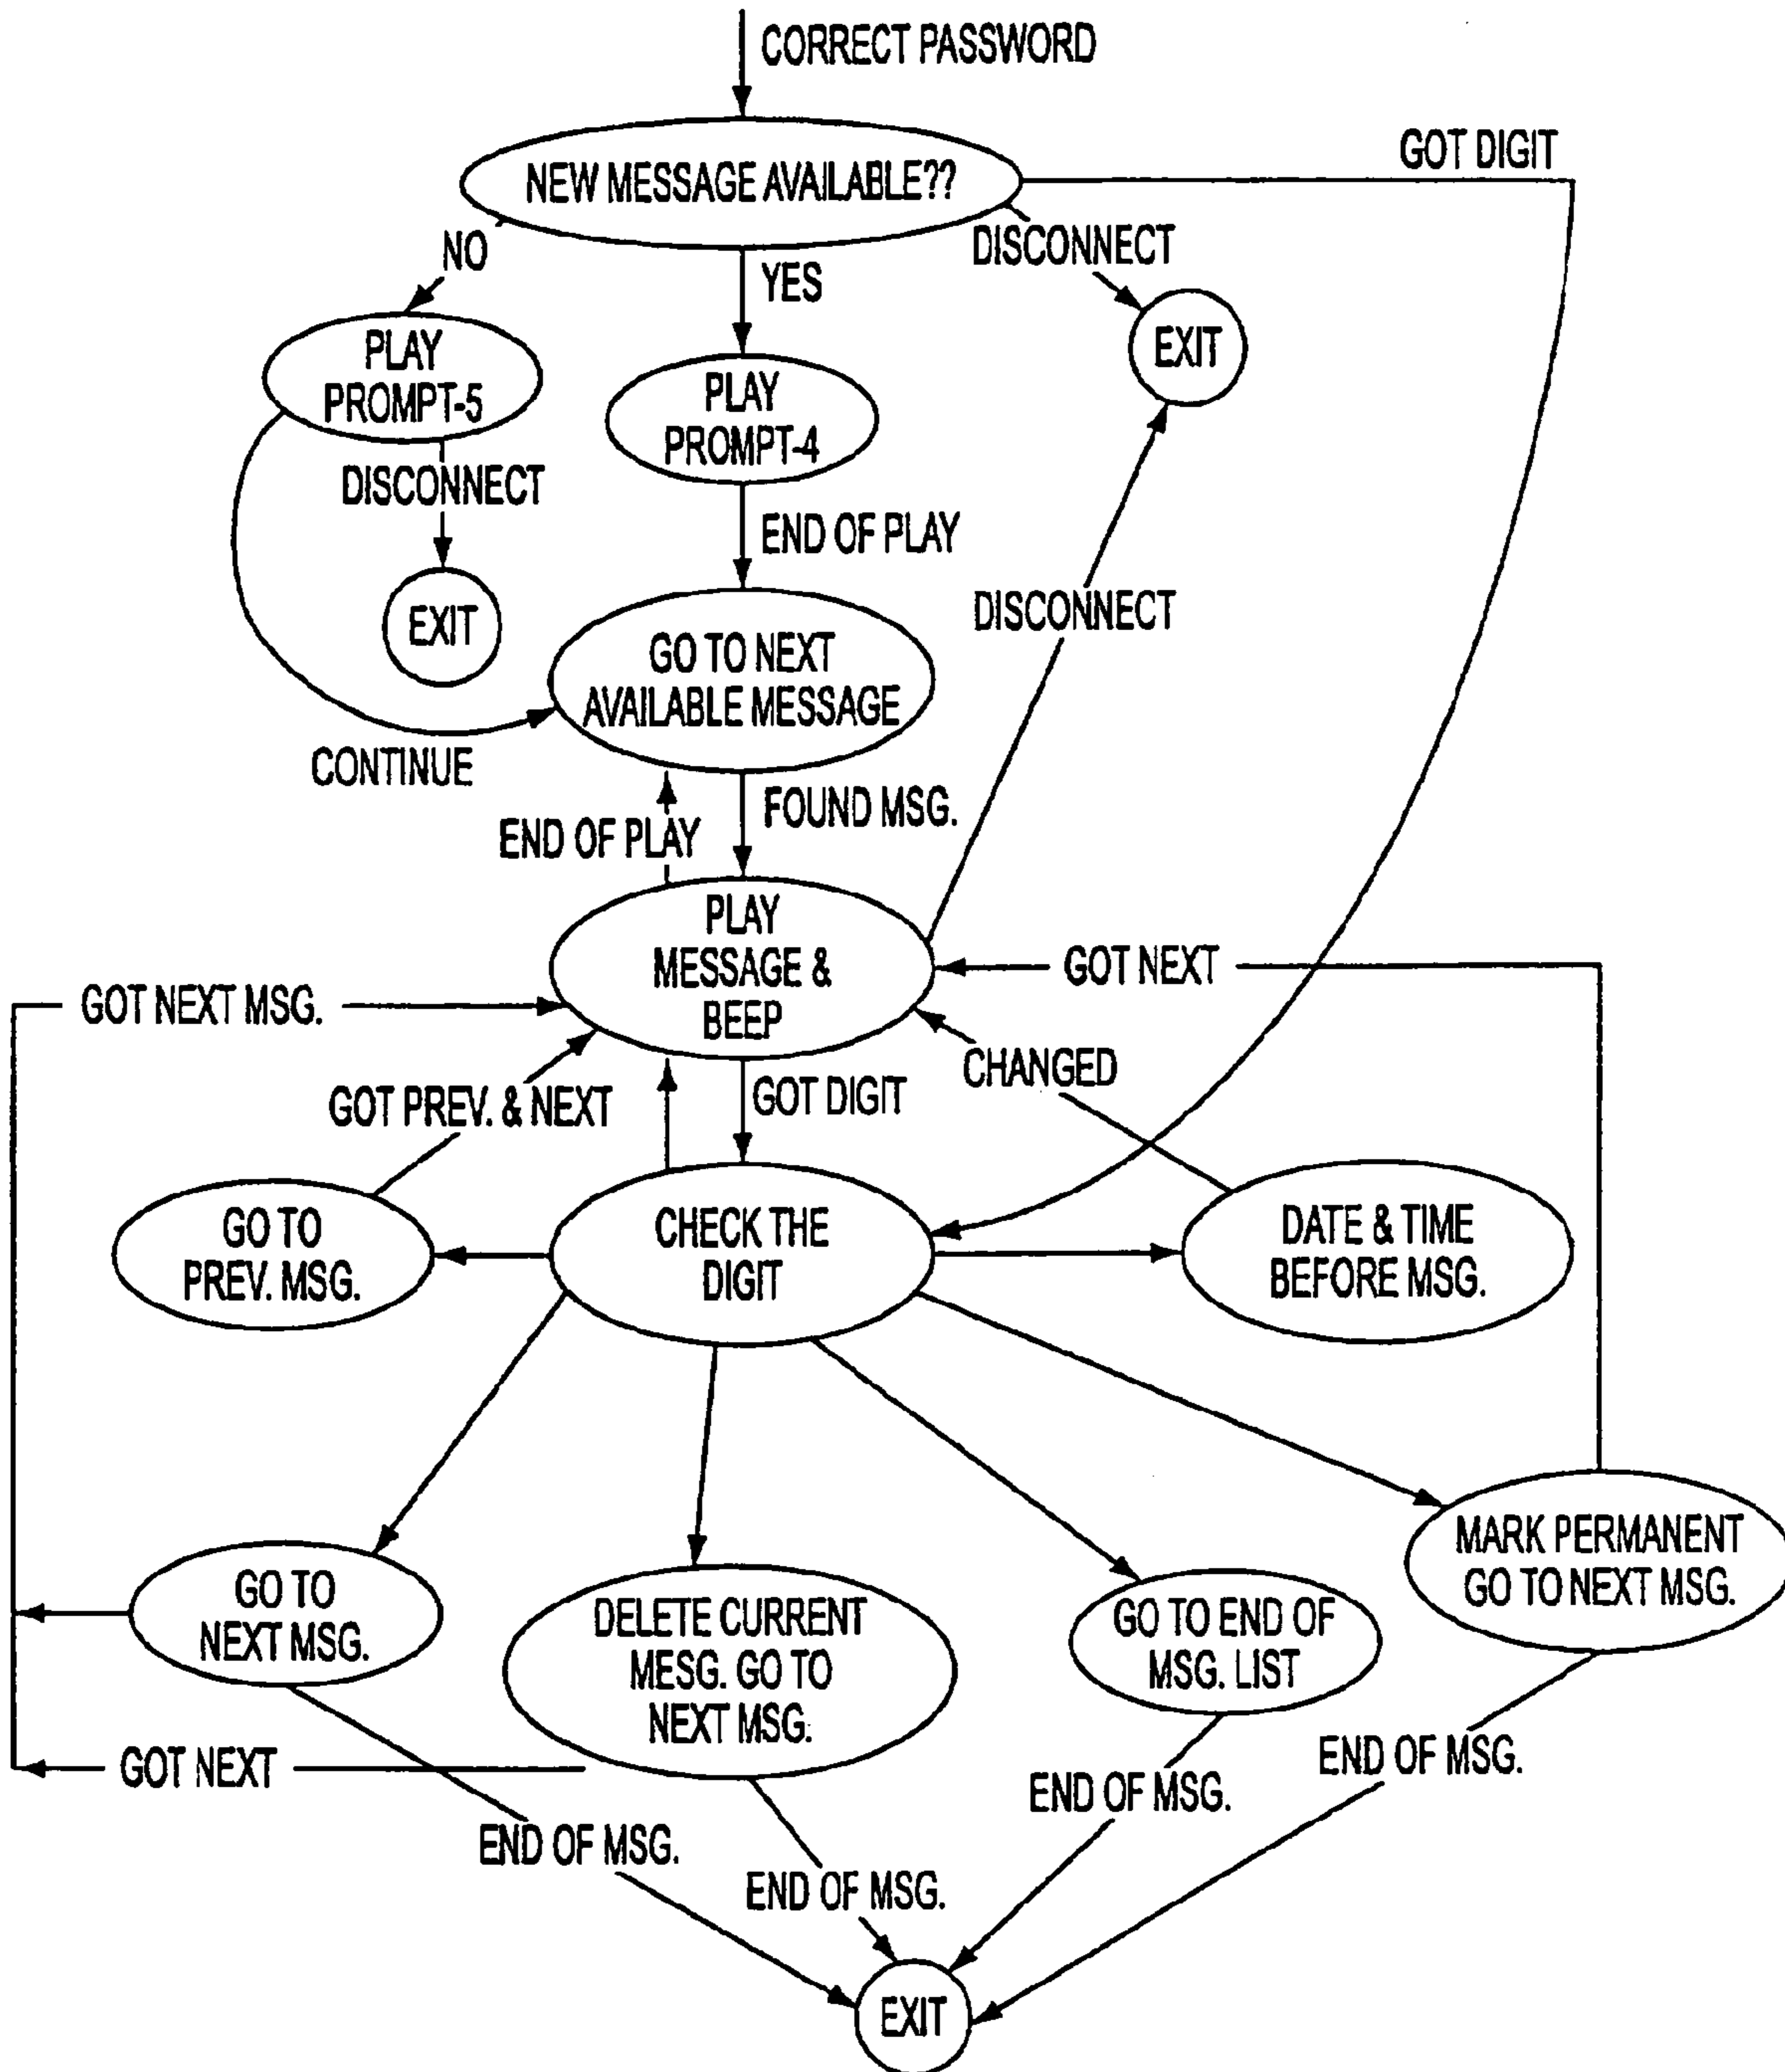 CORRECT PASSWORD
GOT DIGIT
NEW MESSAGE AVAILABLE??
NO
YES
DISCONNECT
PLAY
PROMPT-5
PLAY
PROMPT-4
EXIT
DISCONNECT
END OF PLAY
EXIT
DISCONNECT
GO TO NEXT
AVAILABLE MESSAGE
CONTINUE
END OF PLAY
FOUND MSG.
PLAY
MESSAGE &
BEEP
GOT NEXT
GOT NEXT MSG.
CHANGED
GOT PREV. & NEXT
GOT DIGIT
GO TO
PREV. MSG.
CHECK THE
DIGIT
DATE & TIME
BEFORE MSG.
MARK PERMANENT
GO TO NEXT MSG.
GO TO
NEXT MSG.
DELETE CURRENT
MESG. GO TO
NEXT MSG.
GO TO END OF
MSG. LIST
GOT NEXT
END OF MSG.
END OF MSG.
END OF MSG.
END OF MSG.
EXIT